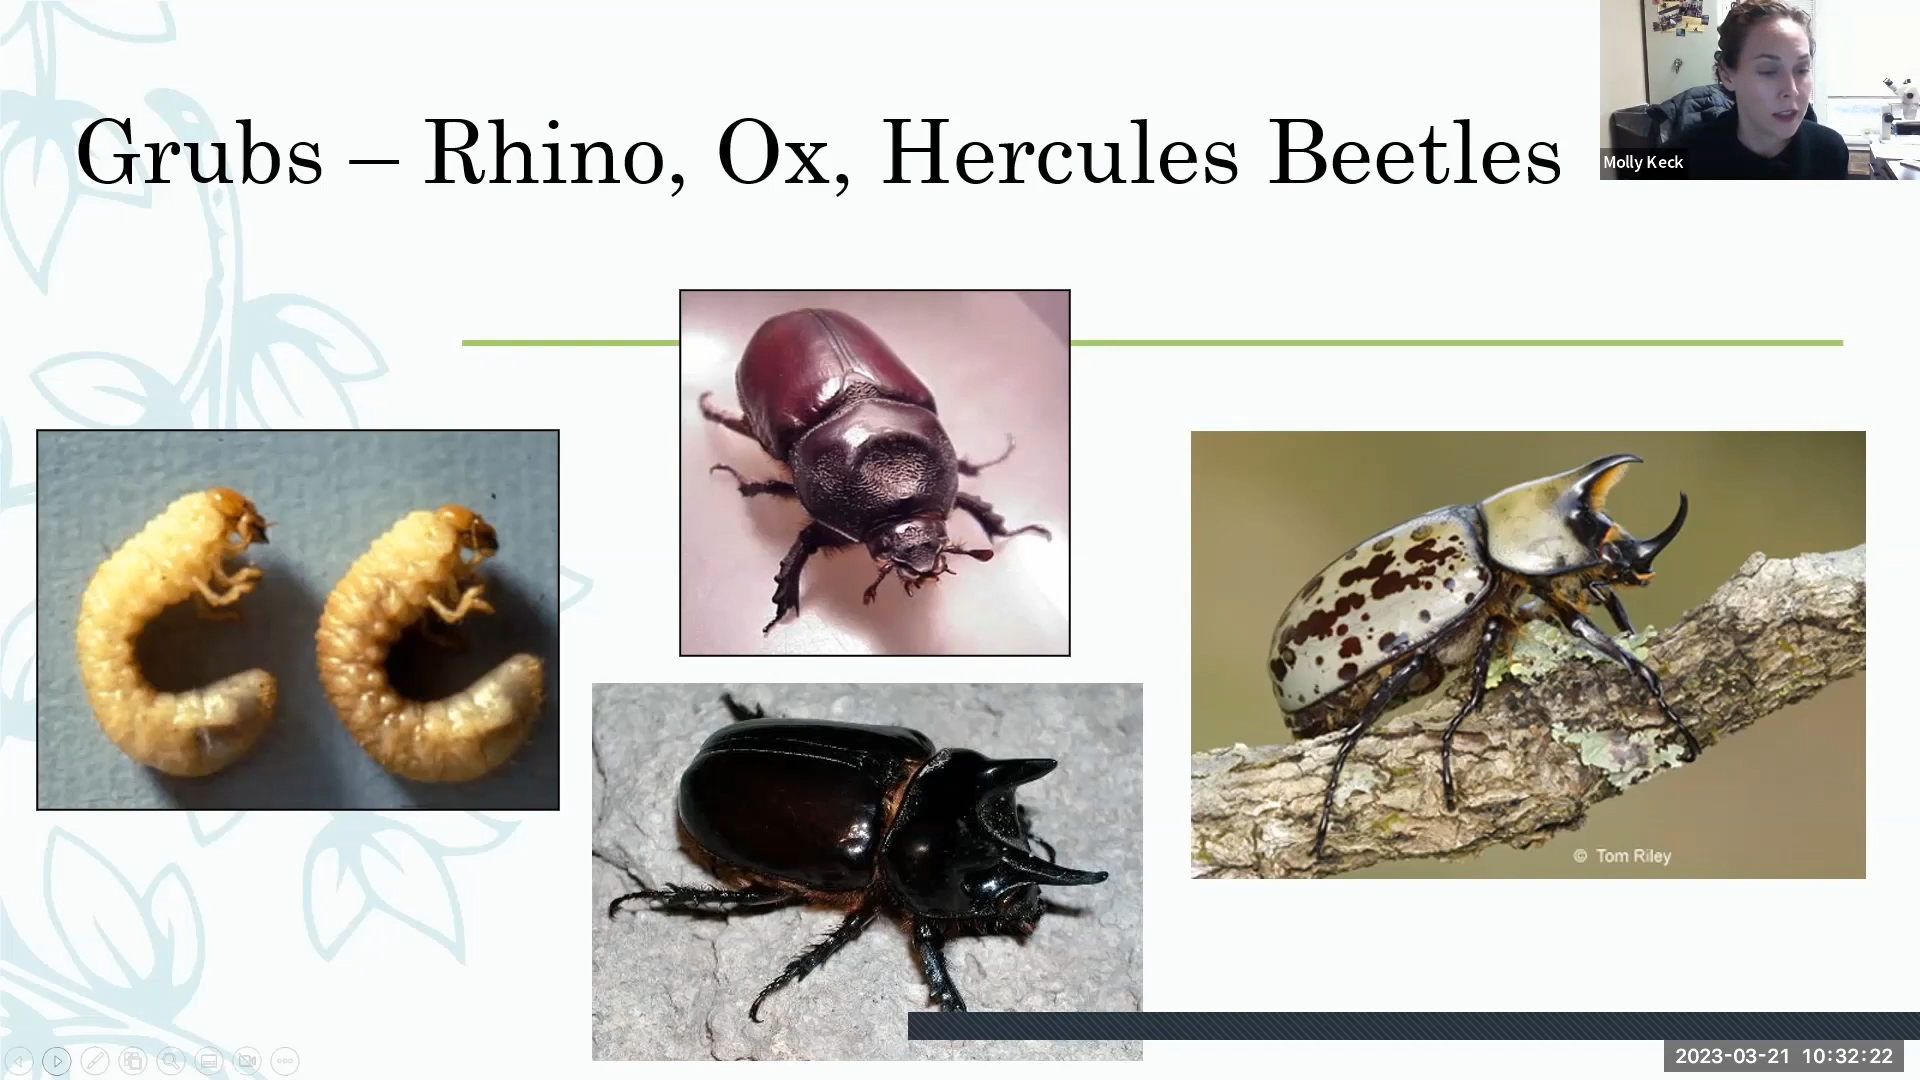 Grubs – Rhino, Ox, Hercules Beetles
Molly Keck
© Tom Riley
2023-03-21 10:32:22